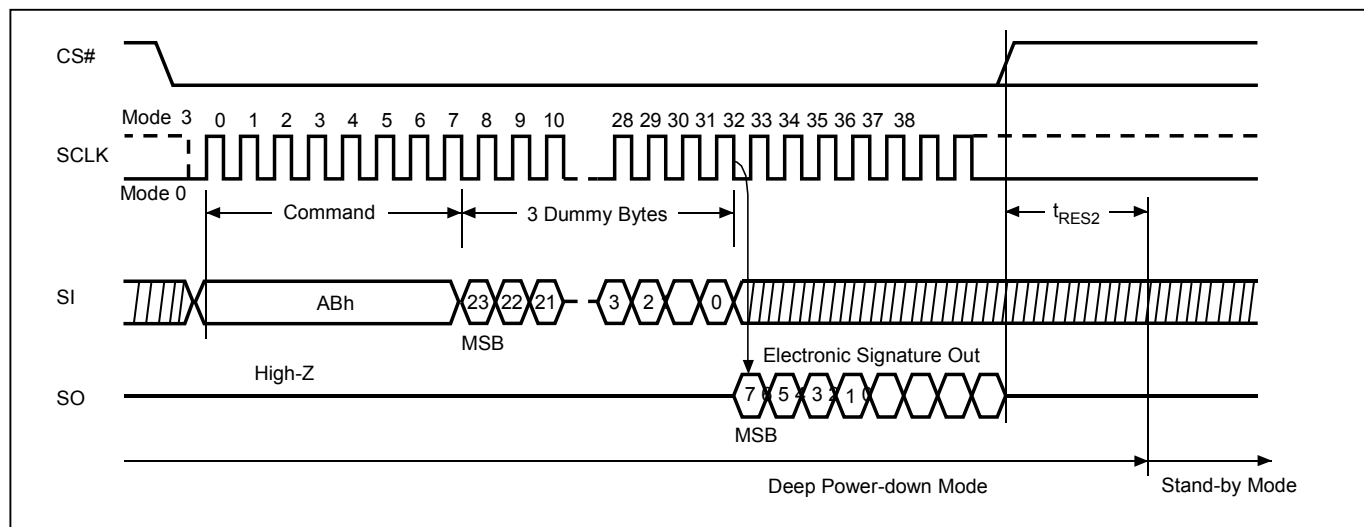 CS#
Mode 3 0 1 2 3 4 5 6 7 8 9 10 28 29 30 31 32 33 34 35 36 37 38
SCLK
Mode 0
Command 3 Dummy Bytes tRES2
SI ABh 23 22 21 3 2 0
MSB
Electronic Signature Out
High-Z
SO 7 6 5 4 3 2 1 0
MSB
Deep Power-down Mode Stand-by Mode